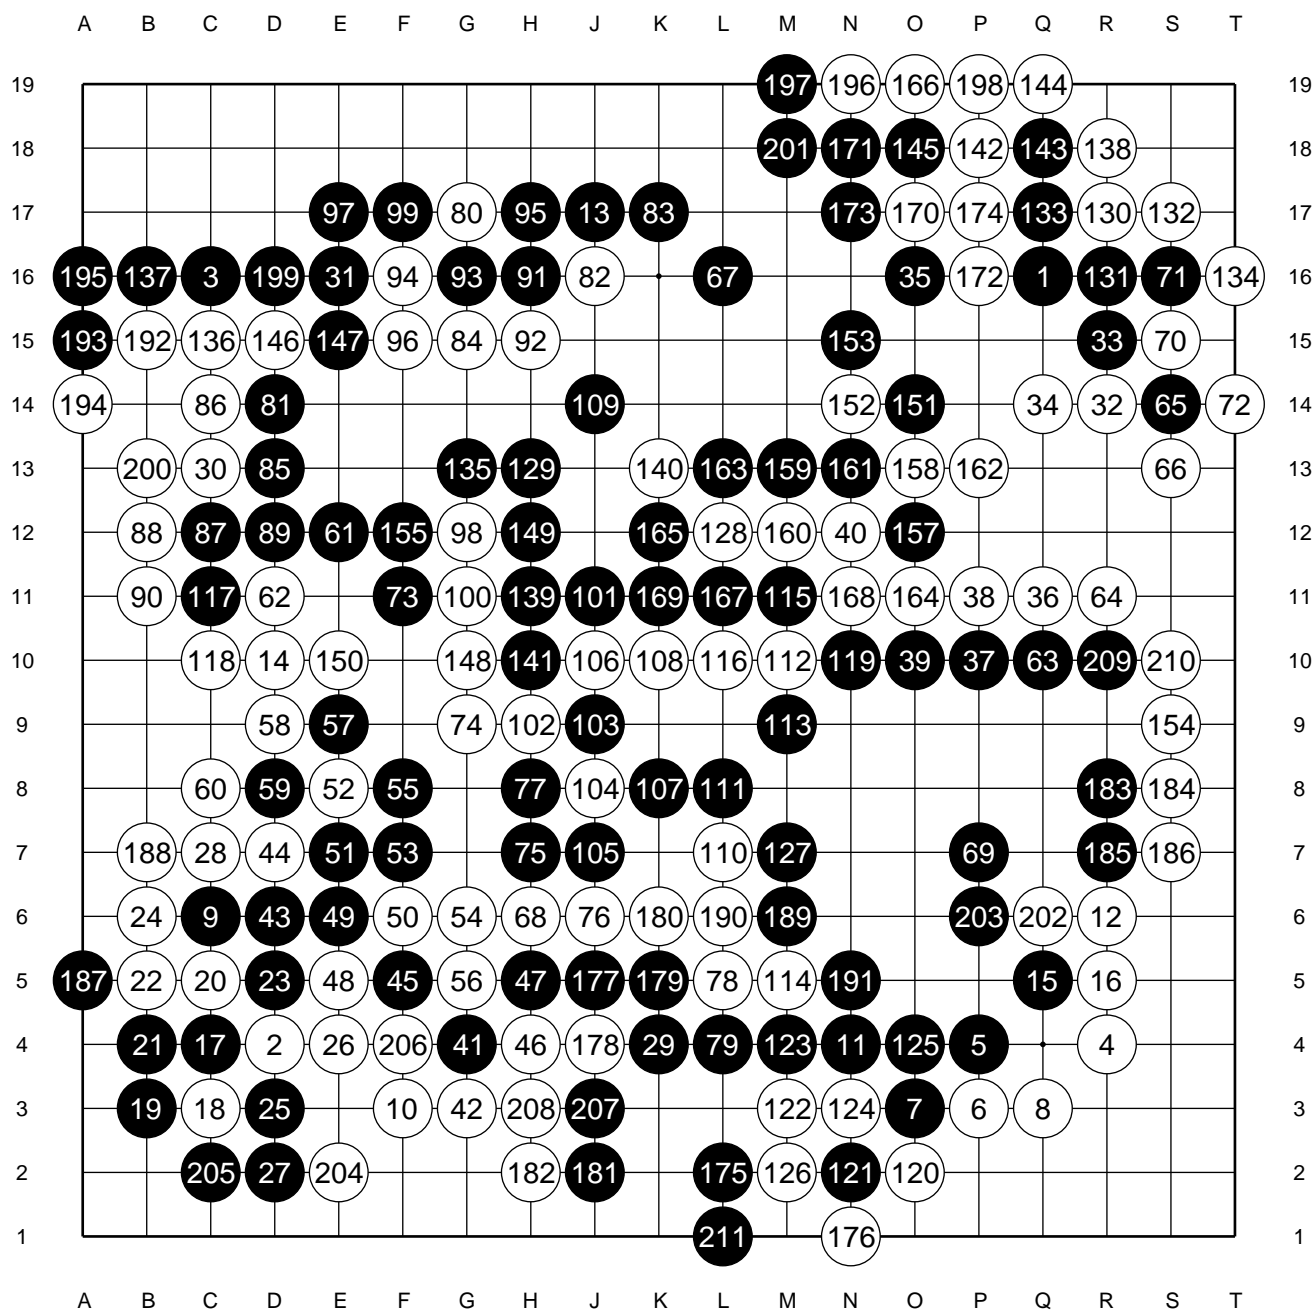 A B C D E F G H J K L M N O P Q R S T
19 197 196 166 198 144 19
18 201 171 145 142 143 138 18
17 97 99 80 95 13 83 173 170 174 133 130 132 17
16 195 137 3 199 31 94 93 91 82 67 35 172 1 131 71 134 16
15 193 192 136 146 147 96 84 92 153 33 70 15
14 194 86 81 109 152 151 34 32 65 72 14
13 200 30 85 135 129 140 163 159 161 158 162 66 13
12 88 87 89 61 155 98 149 165 128 160 40 157 12
11 90 117 62 73 100 139 101 169 167 115 168 164 38 36 64 11
10 118 14 150 148 141 106 108 116 112 119 39 37 63 209 210 10
9 58 57 74 102 103 113 154 9
8 60 59 52 55 77 104 107 111 183 184 8
7 188 28 44 51 53 75 105 110 127 69 185 186 7
6 24 9 43 49 50 54 68 76 180 190 189 203 202 12 6
5 187 22 20 23 48 45 56 47 177 179 78 114 191 15 16 5
4 21 17 2 26 206 41 46 178 29 79 123 11 125 5 4 4
3 19 18 25 10 42 208 207 122 124 7 6 8 3
2 205 27 204 182 181 175 126 121 120 2
1 211 176 1
A B C D E F G H J K L M N O P Q R S T